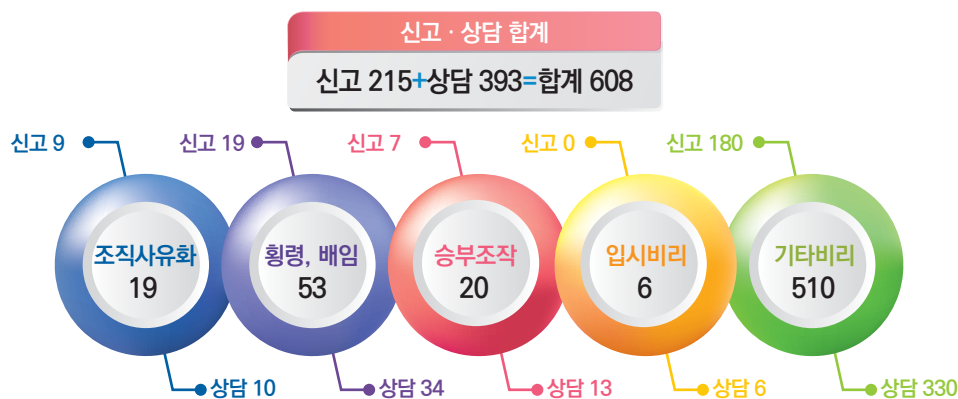 신고 · 상담 합계
신고 215+상담 393=합계 608
신고 9
신고 19
신고 7
신고 0
신고 180
조직사유화
19
횡령, 배임
53
승부조작
20
입시비리
6
기타비리
510
상담 10
상담 34
상담 13
상담 6
상담 330